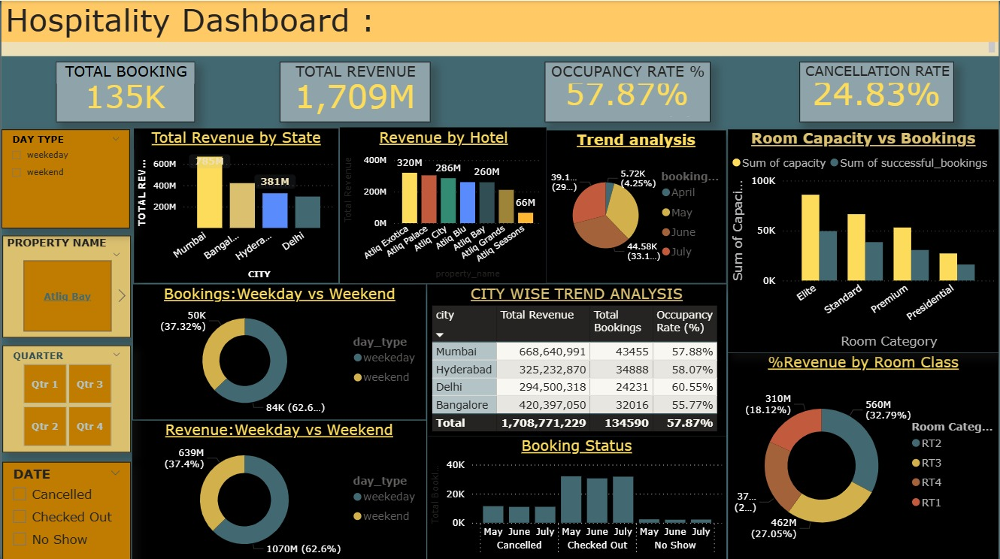 Hospitality Dashboard :
TOTAL BOOKING
135K
TOTAL REVENUE
1,709M
OCCUPANCY RATE %
57.87%
CANCELLATION RATE
24.83%
DAY TYPE
weekeday
weekend
PROPERTY NAME
Atliq Bay
QUARTER
Qtr 1
Qtr 3
Qtr 2
Qtr 4
DATE
Cancelled
Checked Out
No Show
Total Revenue by State
TOTAL REV...
600M
400M
200M
785M
381M
Mumbai
Bangal...
Hydera...
Delhi
CITY
Revenue by Hotel
Total Revenue
400M
200M
0M
320M
286M
260M
66M
Atliq Exotica
Atliq Palace
Atliq City
Atliq Blu
Atliq Bay
Atliq Grands
Atliq Seasons
property_name
Trend analysis
39.1...
(29...)
5.72K
(4.25%)
44.58K
(33.1...)
booking...
April
May
June
July
Room Capacity vs Bookings
Sum of capacity
Sum of successful_bookings
Sum of Capaci...
100K
50K
0K
Elite
Standard
Premium
Presidential
Room Category
Bookings:Weekday vs Weekend
50K
(37.32%)
84K (62.6...)
day_type
weekeday
weekend
CITY WISE TREND ANALYSIS
city Total Revenue Total Bookings Occupancy Rate (%)
Mumbai 668,640,991 43455 57.88%
Hyderabad 325,232,870 34888 58.07%
Delhi 294,500,318 24231 60.55%
Bangalore 420,397,050 32016 55.77%
Total 1,708,771,229 134590 57.87%
Revenue:Weekday vs Weekend
639M
(37.4%)
1070M (62.6%)
day_type
weekeday
weekend
Booking Status
Total Booki...
40K
20K
0K
May June July May June July May June July
Cancelled Checked Out No Show
%Revenue by Room Class
310M
(18.12%)
560M
(32.79%)
37...
(2...)
462M
(27.05%)
Room Categ...
RT2
RT3
RT4
RT1